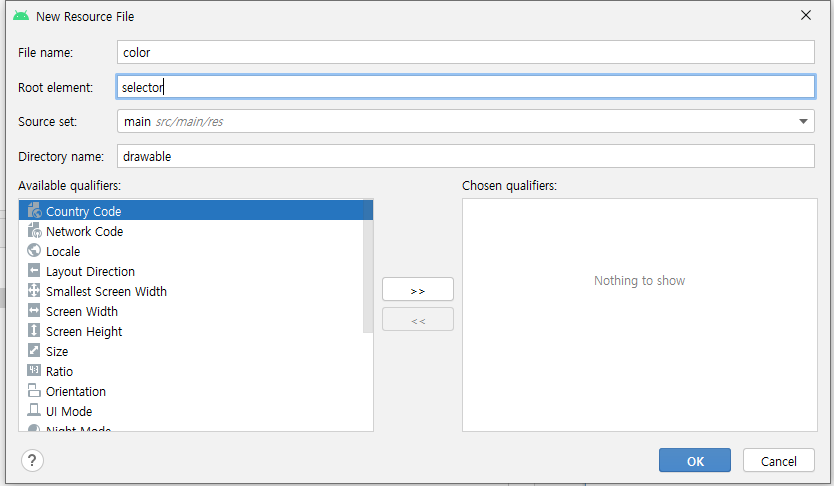 New Resource File
File name: color
Root element: selector
Source set: main src/main/res
Directory name: drawable
Available qualifiers:
Chosen qualifiers:
Country Code
Network Code
Locale
Layout Direction
Smallest Screen Width
Screen Width
Screen Height
Size
Ratio
Orientation
UI Mode
Night Mode
>>
<<
Nothing to show
?
OK
Cancel